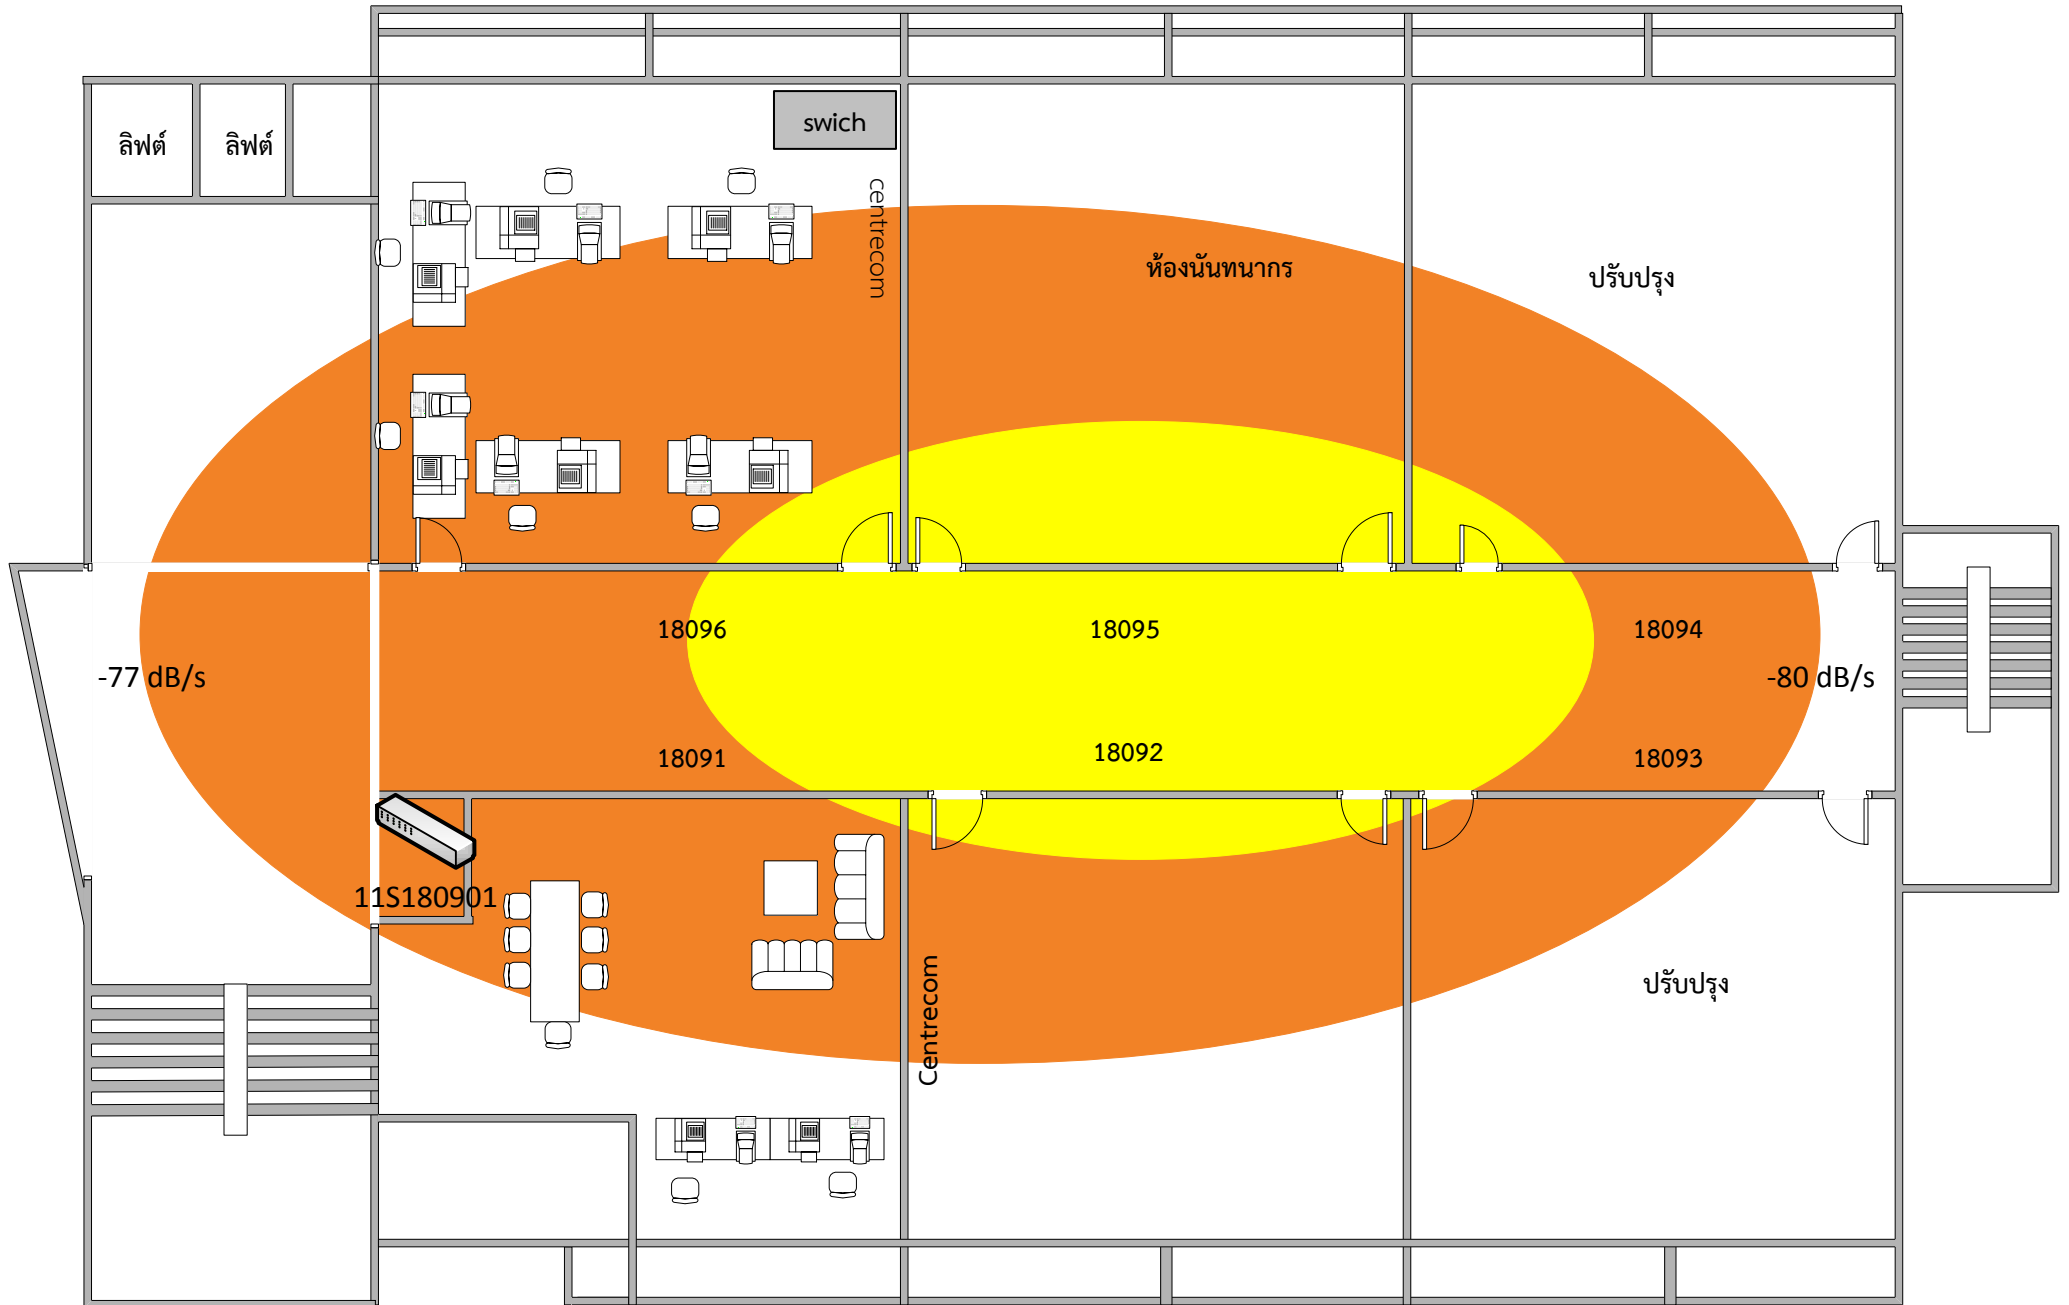 swich
ลิฟต์
ลิฟต์
centrecom
ห้องนันทนากร
ปรับปรุง
18096
18095
18094
-77 dB/s
-80 dB/s
18091
18092
18093
11S180901
Centrecom
ปรับปรุง